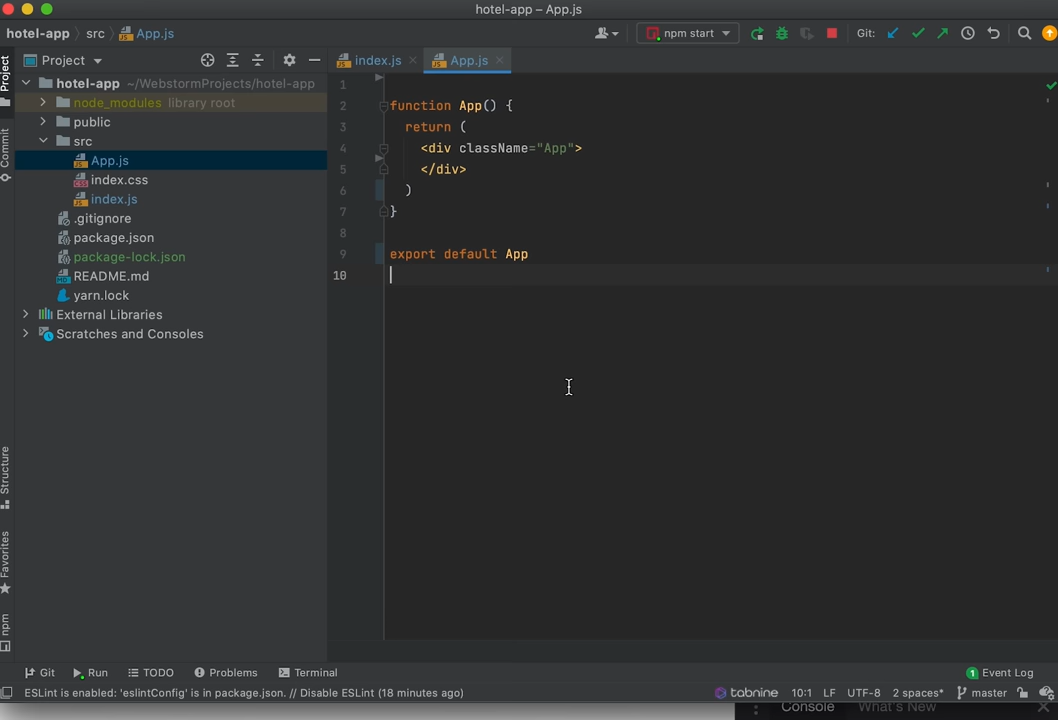 hotel-app – App.js
hotel-app src App.js
npm start Git:
Project
index.js App.js
Project
Commit
Structure
Favorites
npm
hotel-app ~/WebstormProjects/hotel-app
node_modules library root
public
src
App.js
index.css
index.js
.gitignore
package.json
package-lock.json
README.md
yarn.lock
External Libraries
Scratches and Consoles
1
2 function App() {
3 return (
4 <div className="App">
5 </div>
6 )
7 }
8
9 export default App
10
Git Run TODO Problems Terminal 1 Event Log
ESLint is enabled: 'eslintConfig' is in package.json. // Disable ESLint (18 minutes ago) tabnine 10:1 LF UTF-8 2 spaces* master
Console What's New